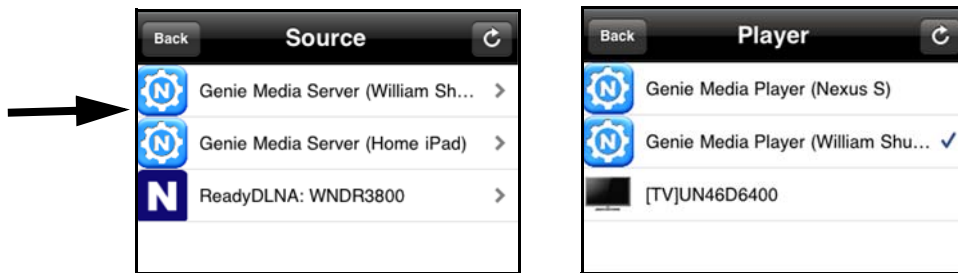 Back Source
Genie Media Server (William Sh...
Genie Media Server (Home iPad)
N ReadyDLNA: WNDR3800
Back Player
Genie Media Player (Nexus S)
Genie Media Player (William Shu...
[TV]UN46D6400